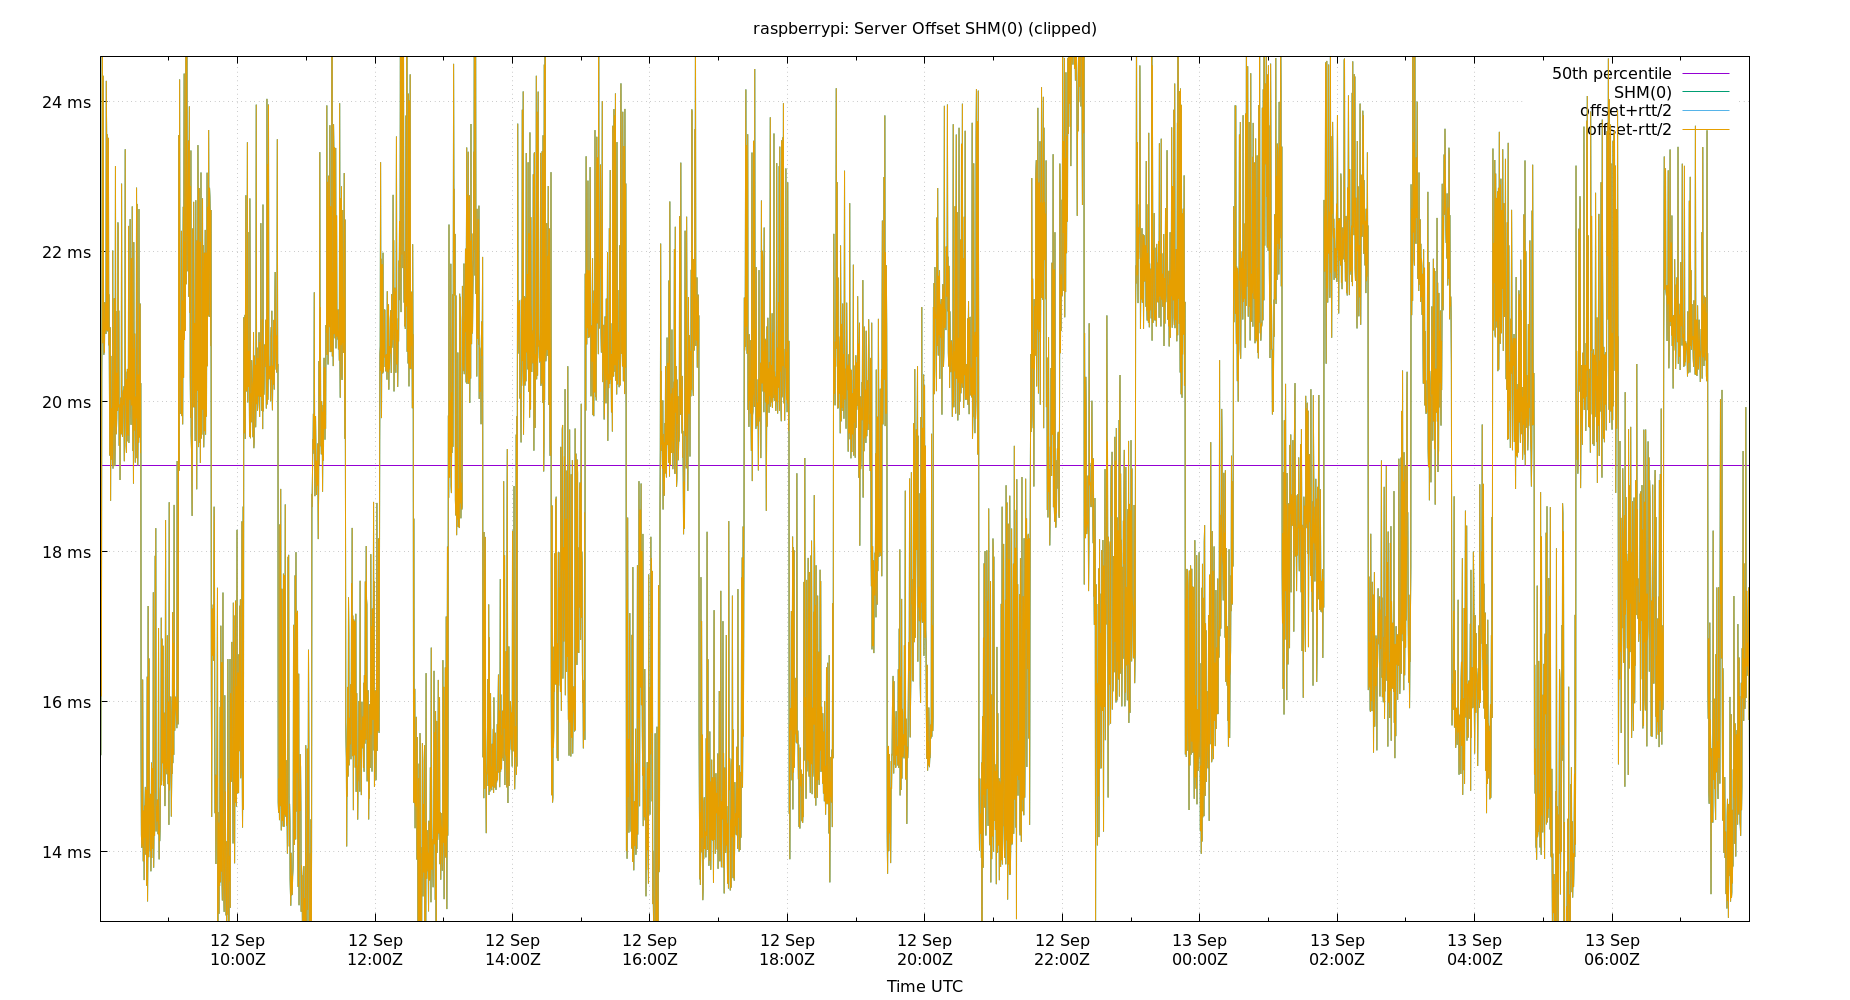 raspberrypi: Server Offset SHM(0) (clipped)
50th percentile
SHM(0)
offset+rtt/2
offset-rtt/2
24 ms
22 ms
20 ms
18 ms
16 ms
14 ms
12 Sep 12 Sep 12 Sep 12 Sep 12 Sep 12 Sep 12 Sep 13 Sep 13 Sep 13 Sep 13 Sep
10:00Z 12:00Z 14:00Z 16:00Z 18:00Z 20:00Z 22:00Z 00:00Z 02:00Z 04:00Z 06:00Z
Time UTC